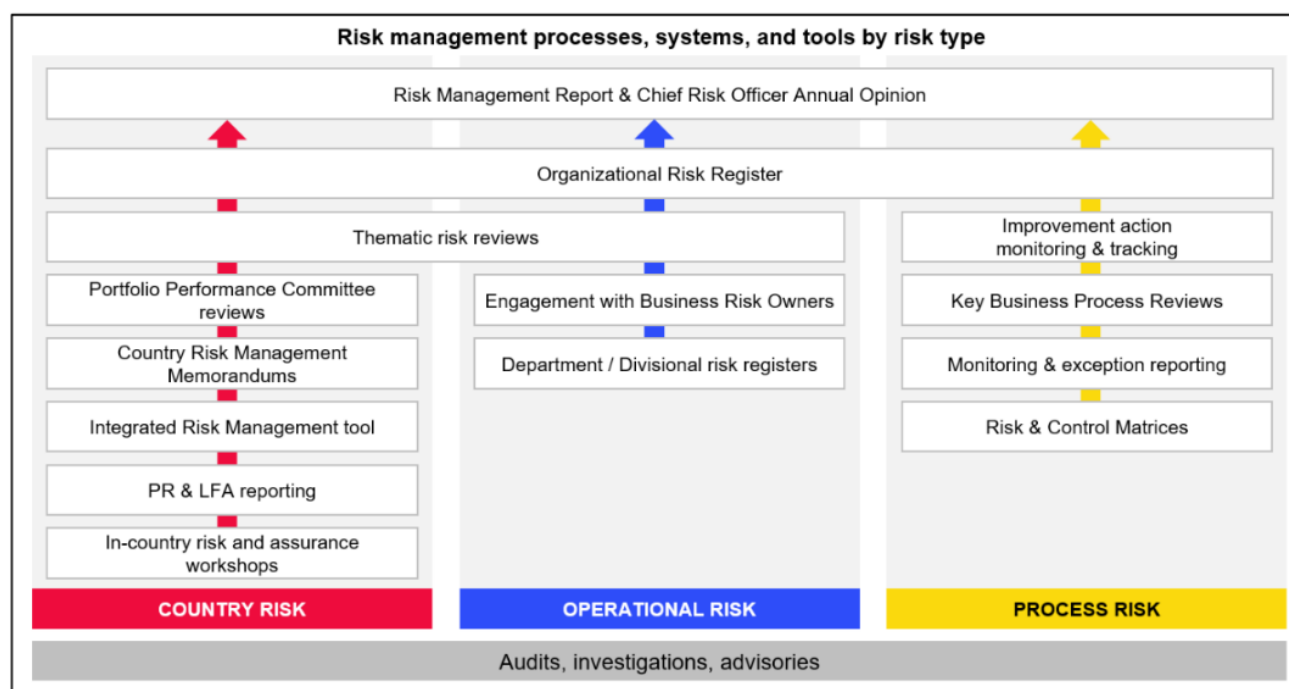 Risk management processes, systems, and tools by risk type
Risk Management Report & Chief Risk Officer Annual Opinion
Organizational Risk Register
Thematic risk reviews
Improvement action
monitoring & tracking
Portfolio Performance Committee
reviews
Engagement with Business Risk Owners
Key Business Process Reviews
Country Risk Management
Memorandums
Department / Divisional risk registers
Monitoring & exception reporting
Integrated Risk Management tool
Risk & Control Matrices
PR & LFA reporting
In-country risk and assurance
workshops
COUNTRY RISK
OPERATIONAL RISK
PROCESS RISK
Audits, investigations, advisories